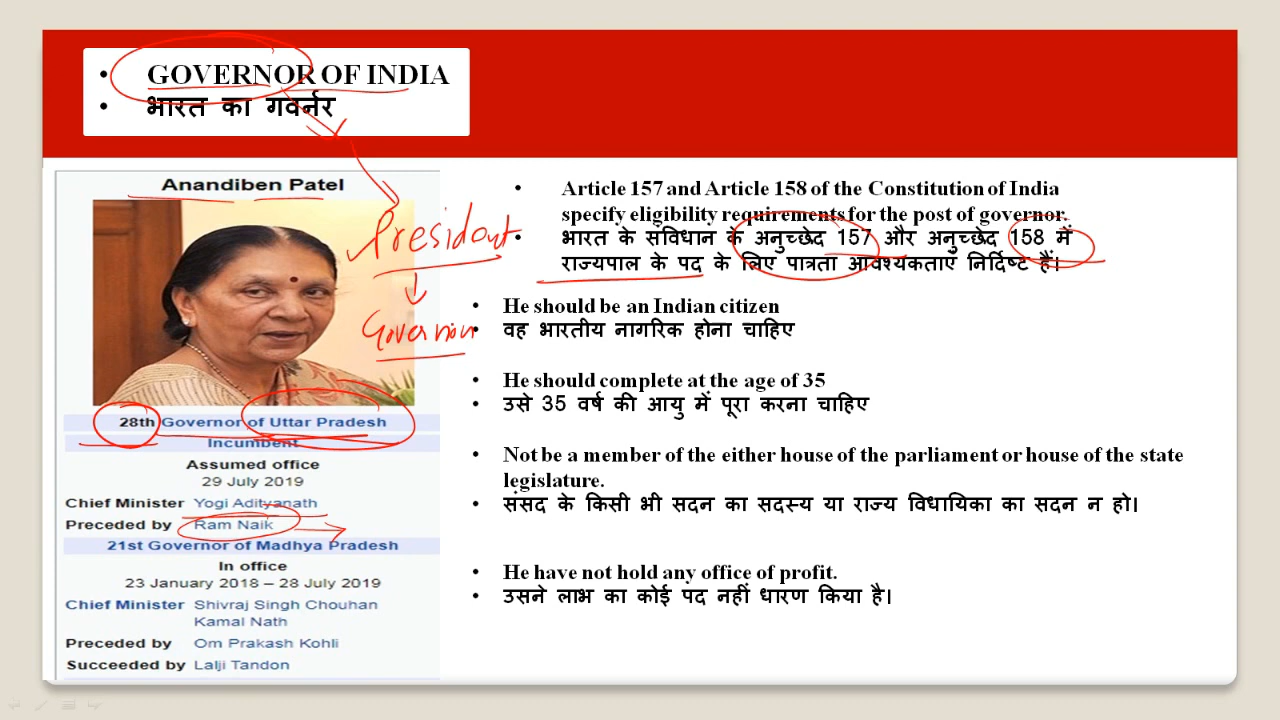 GOVERNOR OF INDIA
भारत का गवर्नर
Anandiben Patel
28th Governor of Uttar Pradesh
Incumbent
Assumed office
29 July 2019
Chief Minister Yogi Adityanath
Preceded by Ram Naik
21st Governor of Madhya Pradesh
In office
23 January 2018 – 28 July 2019
Chief Minister Shivraj Singh Chouhan
Kamal Nath
Preceded by Om Prakash Kohli
Succeeded by Lalji Tandon
President
Governor
Article 157 and Article 158 of the Constitution of India
specify eligibility requirements for the post of governor.
भारत के संविधान के अनुच्छेद 157 और अनुच्छेद 158 में
राज्यपाल के पद के लिए पात्रता आवश्यकताएं निर्दिष्ट हैं।
He should be an Indian citizen
वह भारतीय नागरिक होना चाहिए
He should complete at the age of 35
उसे 35 वर्ष की आयु में पूरा करना चाहिए
Not be a member of the either house of the parliament or house of the state
legislature.
संसद के किसी भी सदन का सदस्य या राज्य विधायिका का सदन न हो।
He have not hold any office of profit.
उसने लाभ का कोई पद नहीं धारण किया है।